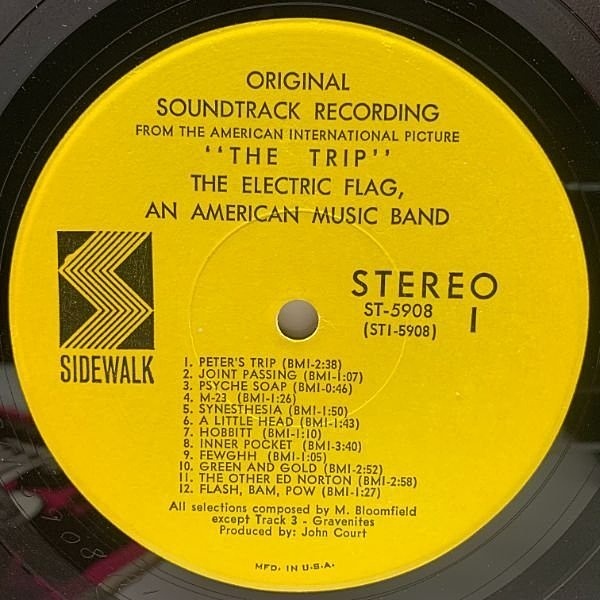 ORIGINAL
SOUNDTRACK RECORDING
FROM THE AMERICAN INTERNATIONAL PICTURE
"THE TRIP"
THE ELECTRIC FLAG,
AN AMERICAN MUSIC BAND
SIDEWALK
STEREO
ST-5908 1
(ST1-5908)
1. PETER'S TRIP (BMI-2:38)
2. JOINT PASSING (BMI-1:07)
3. PSYCHE SOAP (BMI-0:46)
4. M-23 (BMI-1:26)
5. SYNESTHESIA (BMI-1:50)
6. A LITTLE HEAD (BMI-1:43)
7. HOBBITT (BMI-1:10)
8. INNER POCKET (BMI-3:40)
9. FEWGHH (BMI-1:05)
10. GREEN AND GOLD (BMI-2:52)
11. THE OTHER ED NORTON (BMI-2:58)
12. FLASH, BAM, POW (BMI-1:27)
All selections composed by M. Bloomfield
except Track 3 - Gravenites
Produced by: John Court
MFD. IN U.S.A.